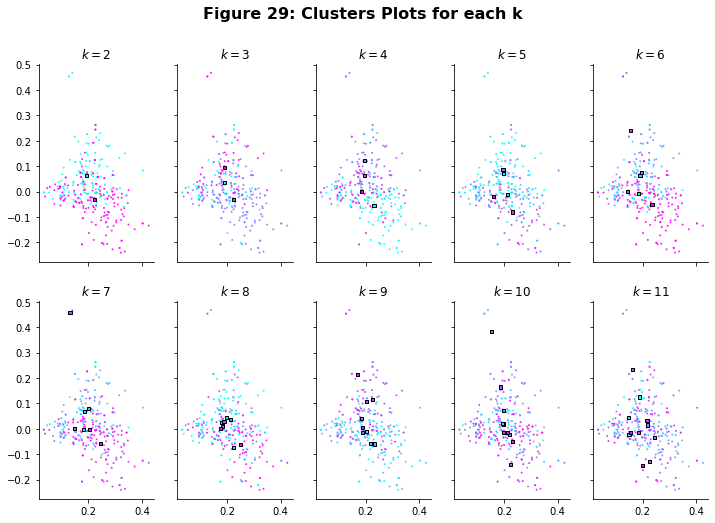 Figure 29: Clusters Plots for each k
k = 2
k = 3
k = 4
k = 5
k = 6
0.5
0.4
0.3
0.2
0.1
0.0
−0.1
−0.2
k = 7
k = 8
k = 9
k = 10
k = 11
0.5
0.4
0.3
0.2
0.1
0.0
−0.1
−0.2
0.2 0.4 0.2 0.4 0.2 0.4 0.2 0.4 0.2 0.4